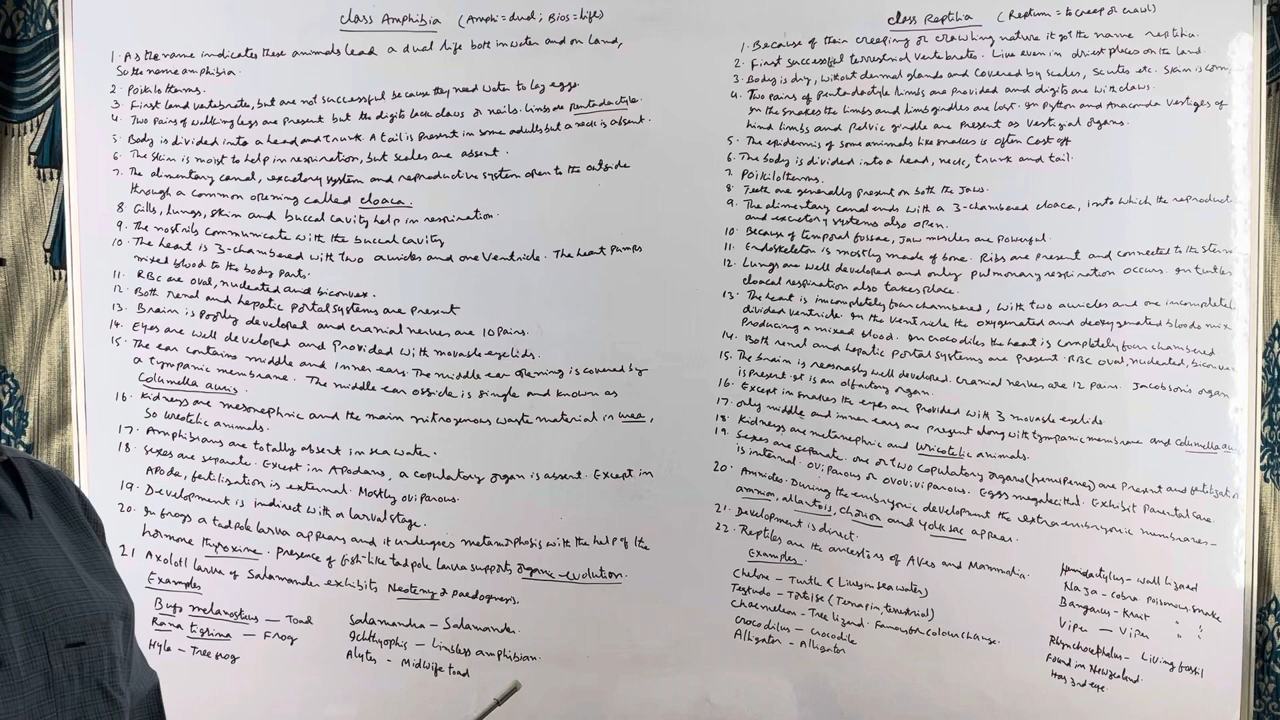 Class Amphibia (Amphi = dual ; Bios = life)
1. As the name indicates these animals lead a dual life both in water and on land,
So the name amphibia.
2. Poikilotherms.
3. First land vertebrates, but are not successful because they need water to lay eggs.
4. Two pairs of walking legs are present but the digits lack claws or nails. Limbs are pentadactyle.
5. Body is divided into a head and trunk. A tail is present in some adults but a neck is absent.
6. The skin is moist to help in respiration, but scales are absent.
7. The alimentary canal, excretory system and reproductive system open to the outside
through a common opening called cloaca.
8. Gills, lungs, skin and buccal cavity help in respiration.
9. The nostrils communicate with the buccal cavity
10. The heart is 3-chambered with two auricles and one ventricle. The heart pumps
mixed blood to the body parts.
11. RBC are oval, nucleated and biconvex.
12. Both renal and hepatic portal systems are present
13. Brain is poorly developed and cranial nerves are 10 pairs.
14. Eyes are well developed and provided with movable eyelids.
15. The ear contains middle and inner ears. The middle ear opening is covered by
a tympanic membrane. The middle ear ossicle is single and known as
Columella auris.
16. Kidneys are mesonephric and the main nitrogenous waste material in urea,
So ureotelic animals.
17. Amphibians are totally absent in sea water.
18. Sexes are separate. Except in Apodans, a copulatory organ is absent. Except in
Apode, fertilisation is external. Mostly oviparous.
19. Development is indirect with a larval stage.
20. In frogs a tadpole larva appears and it undergoes metamorphosis with the help of the
hormone thyroxine. Presence of fish-like tadpole larva supports organic-evolution.
21. Axolotl larva of Salamander exhibits Neoteny & paedogenesis.
Examples
Bufo melanostius — Toad
Rana tigrina — Frog
Hyla — Tree frog
Salamandra — Salamander.
Ichthyophis — Limbless amphibian.
Alytes — Midwife toad
Class Reptilia (Reptum = to creep or crawl)
1. Because of their creeping or crawling nature it got the name reptilia.
2. First successful terrestrial vertebrates. Live even in driest places on the land.
3. Body is dry, without dermal glands and covered by scales, scutes etc. Skin is
4. Two pairs of pentadactyle limbs are provided and digits are with claws.
In the snakes the limbs and limb girdles are lost. In python and Anaconda vestiges of
hind limbs and pelvic girdle are present as vestigial organs.
5. The epidermis of some animals like snakes is often cast off
6. The body is divided into a head, neck, trunk and tail.
7. Poikilotherms.
8. Teeth are generally present on both the jaws.
9. The alimentary canal ends with a 3-chambered cloaca, into which the reproduct
and excretory systems also open.
10. Because of temporal fossae, jaw muscles are powerful.
11. Endoskeleton is mostly made of bone. Ribs are present and connected to the stern
12. Lungs are well developed and only pulmonary respiration occurs. In turtles
cloacal respiration also takes place.
13. The heart is incompletely four chambered, with two auricles and one incomplete
divided ventricle. In the ventricle the oxygenated and deoxygenated bloods mix
Producing a mixed blood. In crocodiles the heart is completely four chambered.
14. Both renal and hepatic portal systems are present. RBC oval, nucleated, biconvex
15. The brain is reasonably well developed. Cranial nerves are 12 pairs. Jacobson's organ
is present. It is an olfactory organ.
16. Except in snakes the eyes are provided with 3 movable eyelids.
17. Only middle and inner ears are present along with tympanic membrane and columella au
18. Kidneys are metanephric and Uricotelic animals.
19. Sexes are separate. One or two copulatory organs (hemipenes) are present and fertilization
is internal. Oviparous or ovoviviparous. Eggs megalecithal. Exhibit parental care.
20. Amniotes. During the embryonic development the extra-embryonic membranes –
amnion, allantois, chorion and yolk sac appear.
21. Development is direct.
22. Reptiles are the ancestors of Aves and Mammalia.
Examples.
Chelone – Turtle (Lives in sea water)
Testudo – Tortoise (Terrapin, terrestrial)
Chaemeleon – Tree lizard. Famous for colour change.
Crocodilus – crocodile
Alligator – Alligator
Hemidactylus – wall lizard
Naja – cobra Poisonous snake
Bangarus – Krait " "
Viper — Viper " "
Rhynchocephalus – Living fossil
Found in Newzealand.
Has 3rd eye.